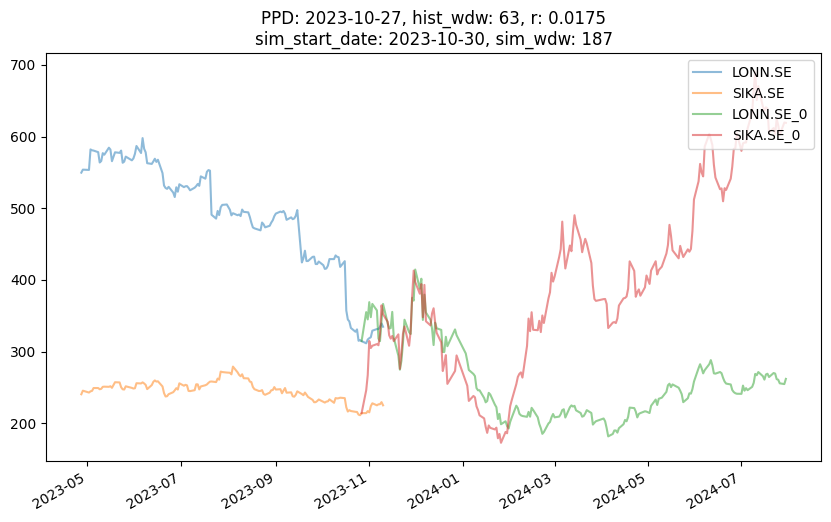 PPD: 2023-10-27, hist_wdw: 63, r: 0.0175
sim_start_date: 2023-10-30, sim_wdw: 187
LONN.SE
SIKA.SE
LONN.SE_0
SIKA.SE_0
700
600
500
400
300
200
2023-05
2023-07
2023-09
2023-11
2024-01
2024-03
2024-05
2024-07